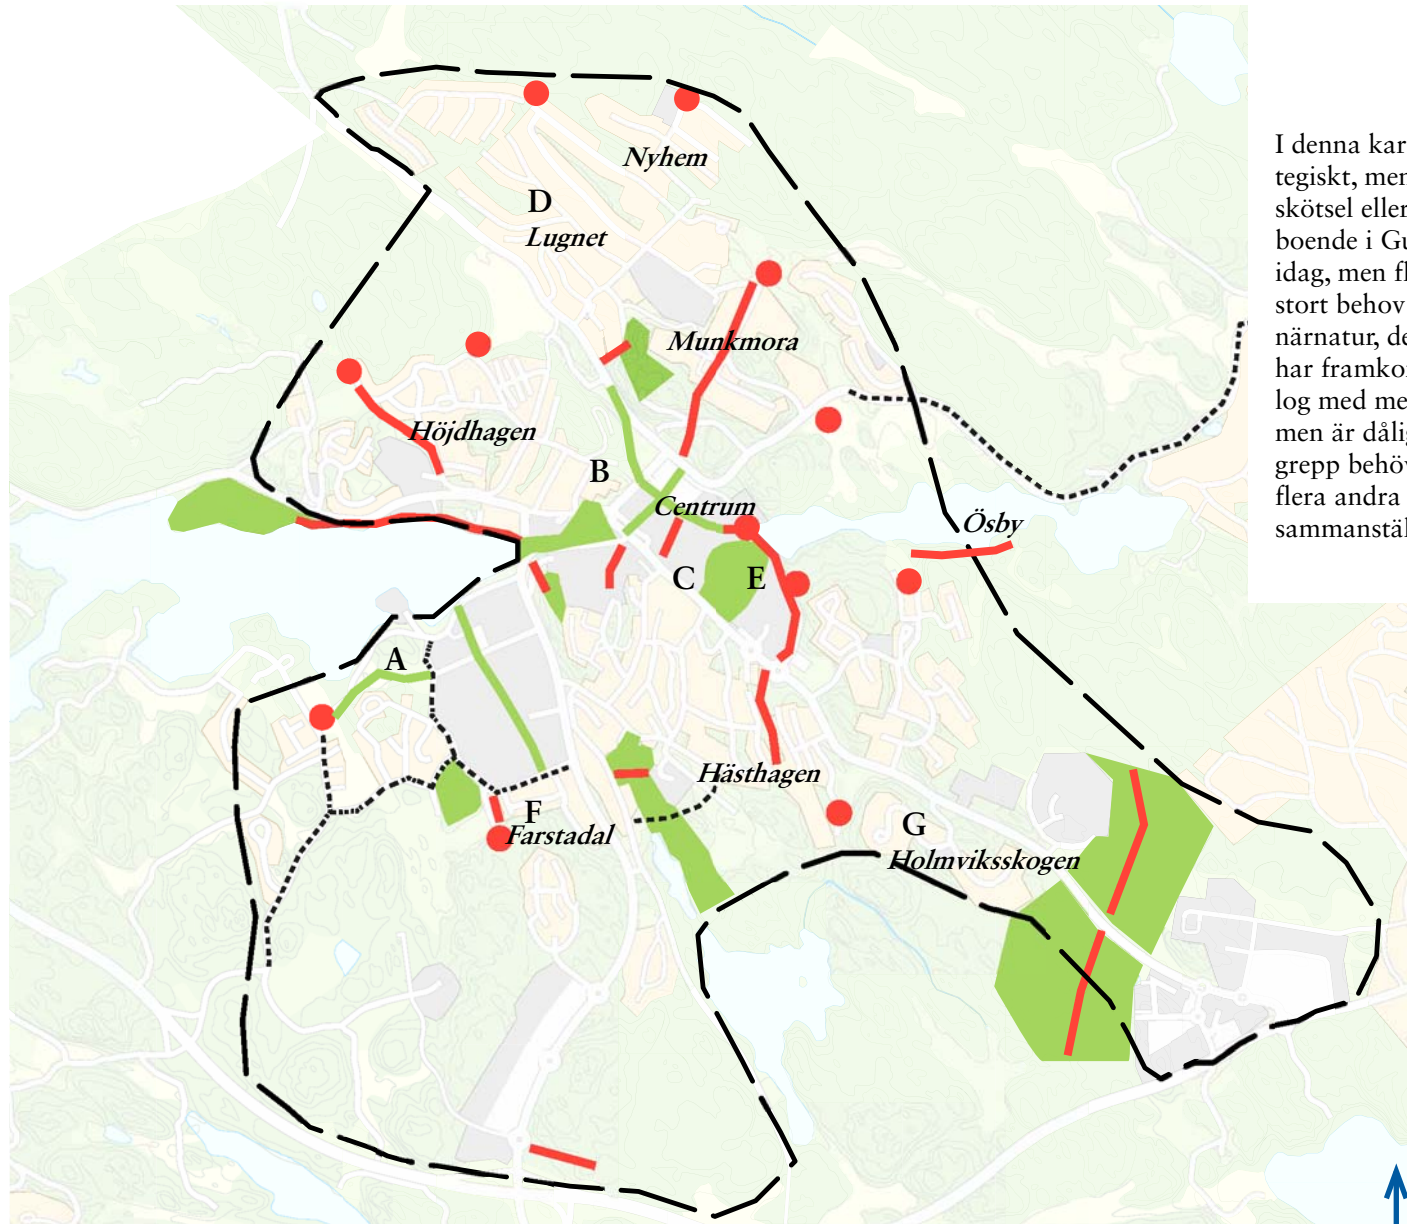 Nyhem
D
Lugnet
Munkmora
Höjdhagen
B
Centrum
Ösby
C
E
A
Hästhagen
F
Farstadal
G
Holmviksskogen
I denna kar
tegiskt, men
skötsel eller
boende i Gu
idag, men fl
stort behov
närnatur, de
har framkor
log med me
men är dålig
grepp behöv
flera andra
sammanstäl